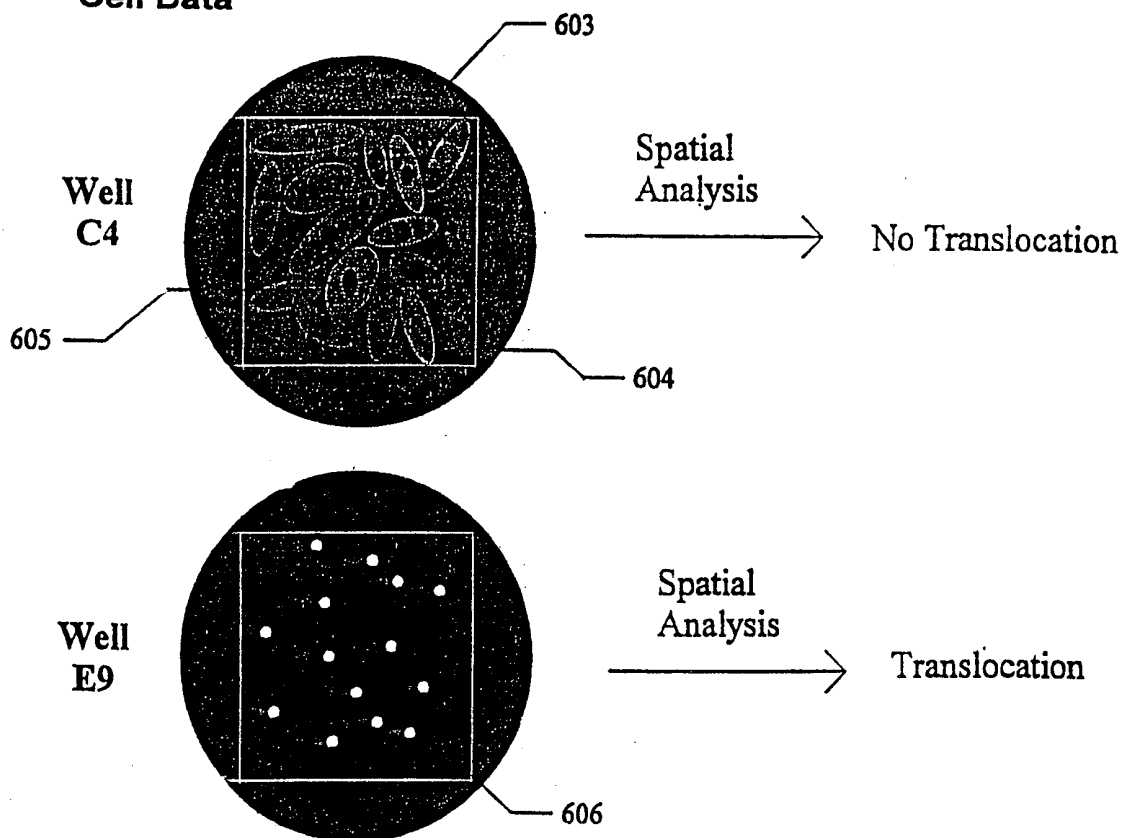 Cell Data
603
Spatial
Analysis
Well
C4
No Translocation
605
604
Spatial
Analysis
Well
E9
Translocation
606